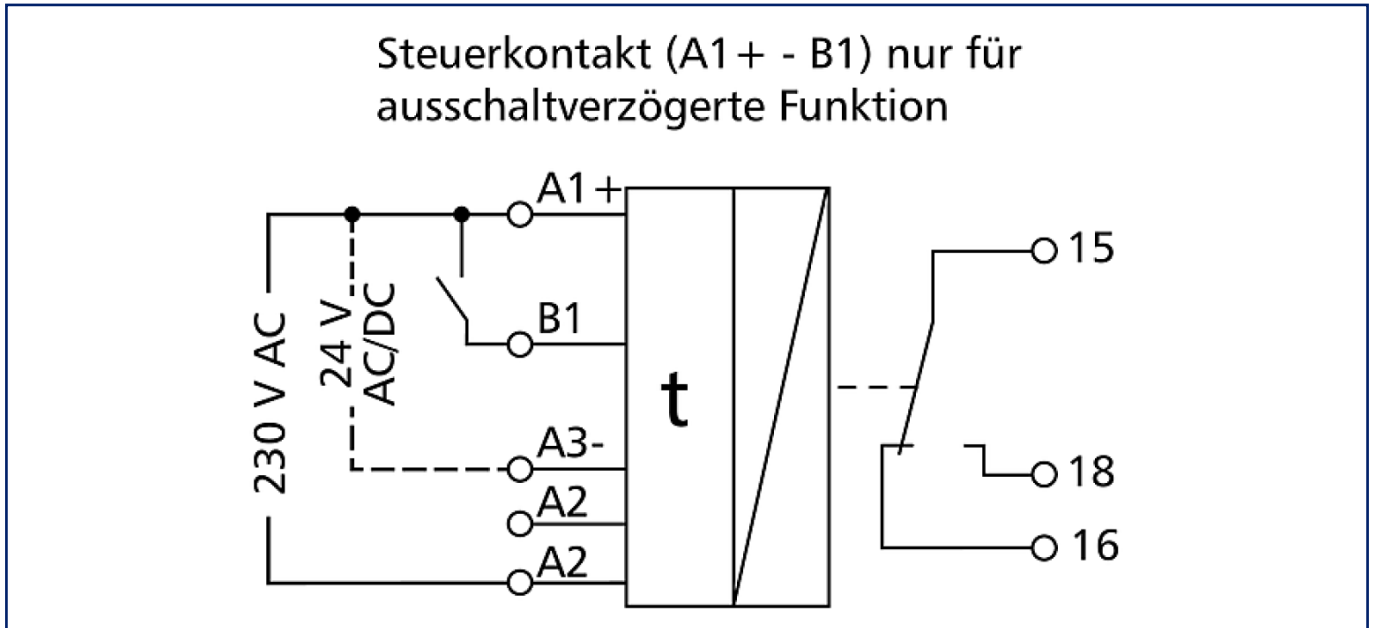 Steuerkontakt (A1+ - B1) nur für
ausschaltverzögerte Funktion
A1+
15
B1
230 V AC
24 V
AC/DC
t
A3-
18
A2
16
A2